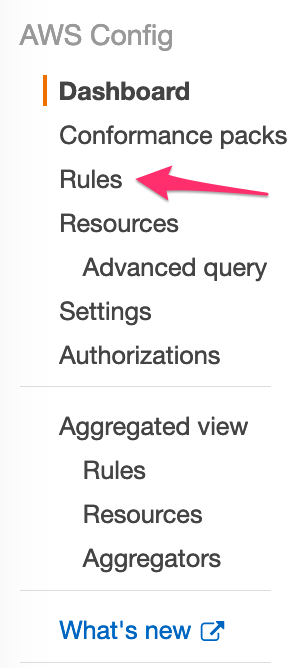 AWS Config
Dashboard
Conformance packs
Rules
Resources
Advanced query
Settings
Authorizations
Aggregated view
Rules
Resources
Aggregators
What's new